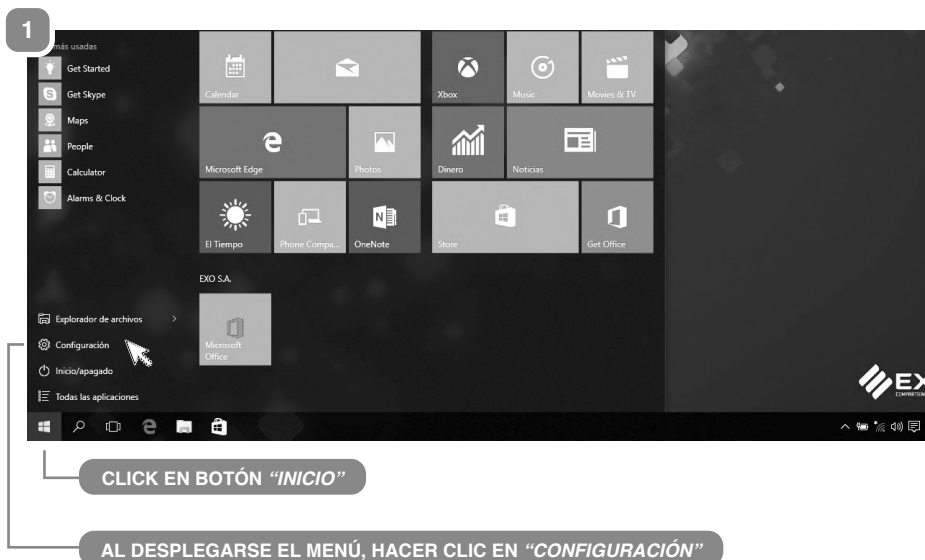 1
más usadas
Get Started
Get Skype
Maps
People
Calculator
Alarms & Clock
Explorador de archivos
Configuración
Inicio/apagado
Todas las aplicaciones
Calendar
Xbox
Music
Movies & TV
Microsoft Edge
Photos
Dinero
Noticias
El Tiempo
Phone Compa...
OneNote
Store
Get Office
EXO S.A.
Microsoft
Office
EX
CLICK EN BOTÓN “INICIO”
AL DESPLEGARSE EL MENÚ, HACER CLIC EN “CONFIGURACIÓN”